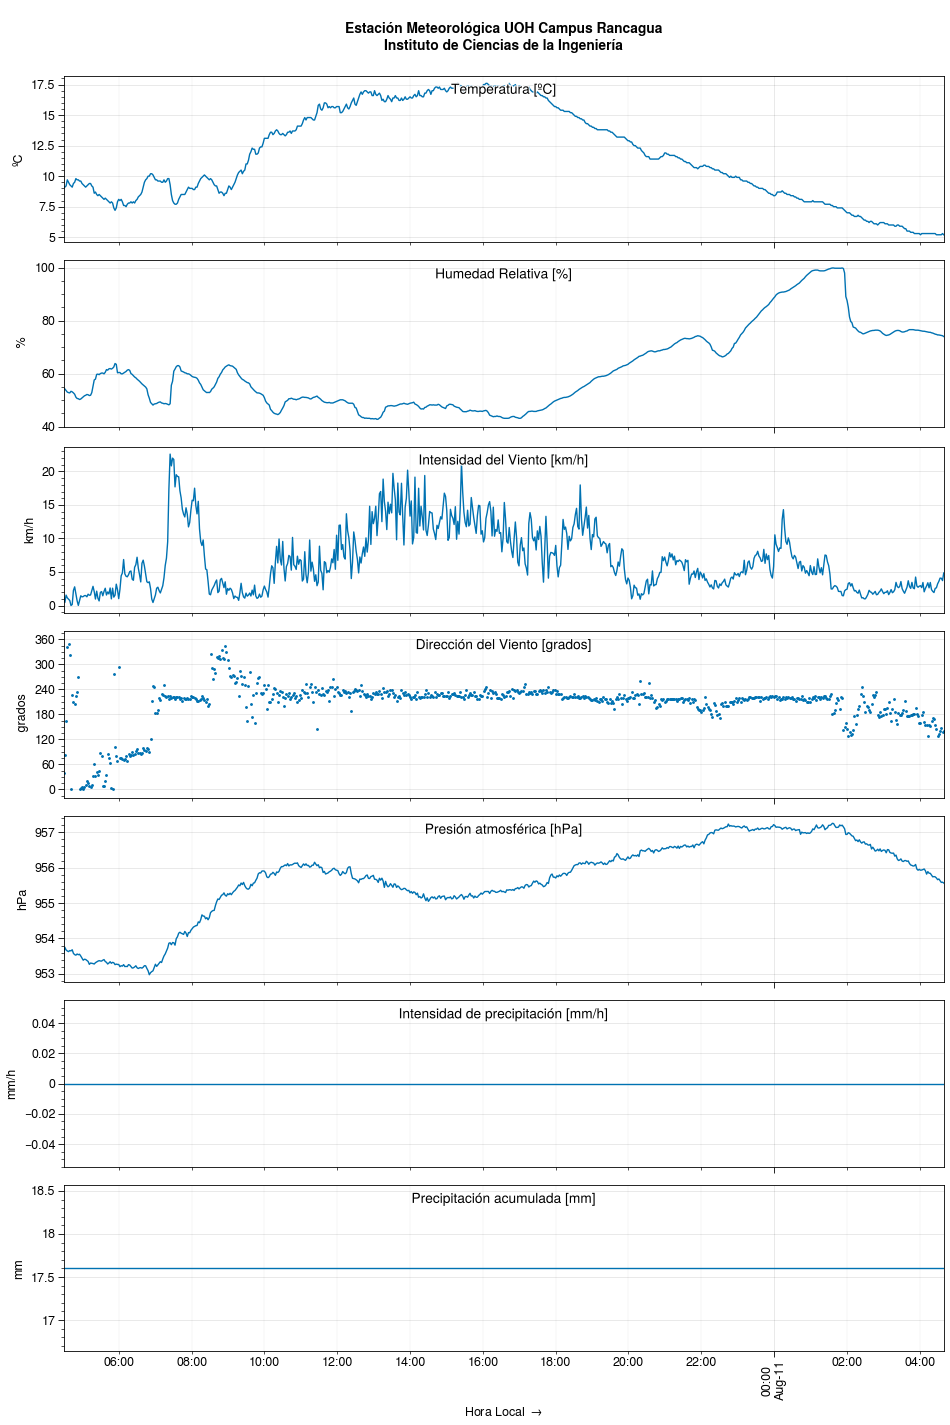 Estación Meteorológica UOH Campus Rancagua
Instituto de Ciencias de la Ingeniería
Temperatura [ºC]
17.5
15
12.5
10
7.5
5
ºC
Humedad Relativa [%]
100
80
60
40
%
Intensidad del Viento [km/h]
20
15
10
5
0
km/h
Dirección del Viento [grados]
360
300
240
180
120
60
0
grados
Presión atmosférica [hPa]
957
956
955
954
953
hPa
Intensidad de precipitación [mm/h]
0.04
0.02
0
−0.02
−0.04
mm/h
Precipitación acumulada [mm]
18.5
18
17.5
17
mm
06:00 08:00 10:00 12:00 14:00 16:00 18:00 20:00 22:00 00:00 02:00 04:00
Aug-11
Hora Local →